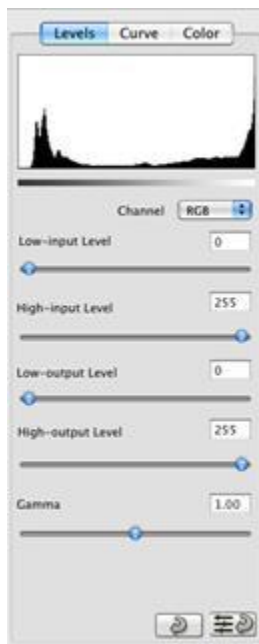 Levels Curve Color
Channel RGB
Low-input Level 0
High-input Level 255
Low-output Level 0
High-output Level 255
Gamma 1.00